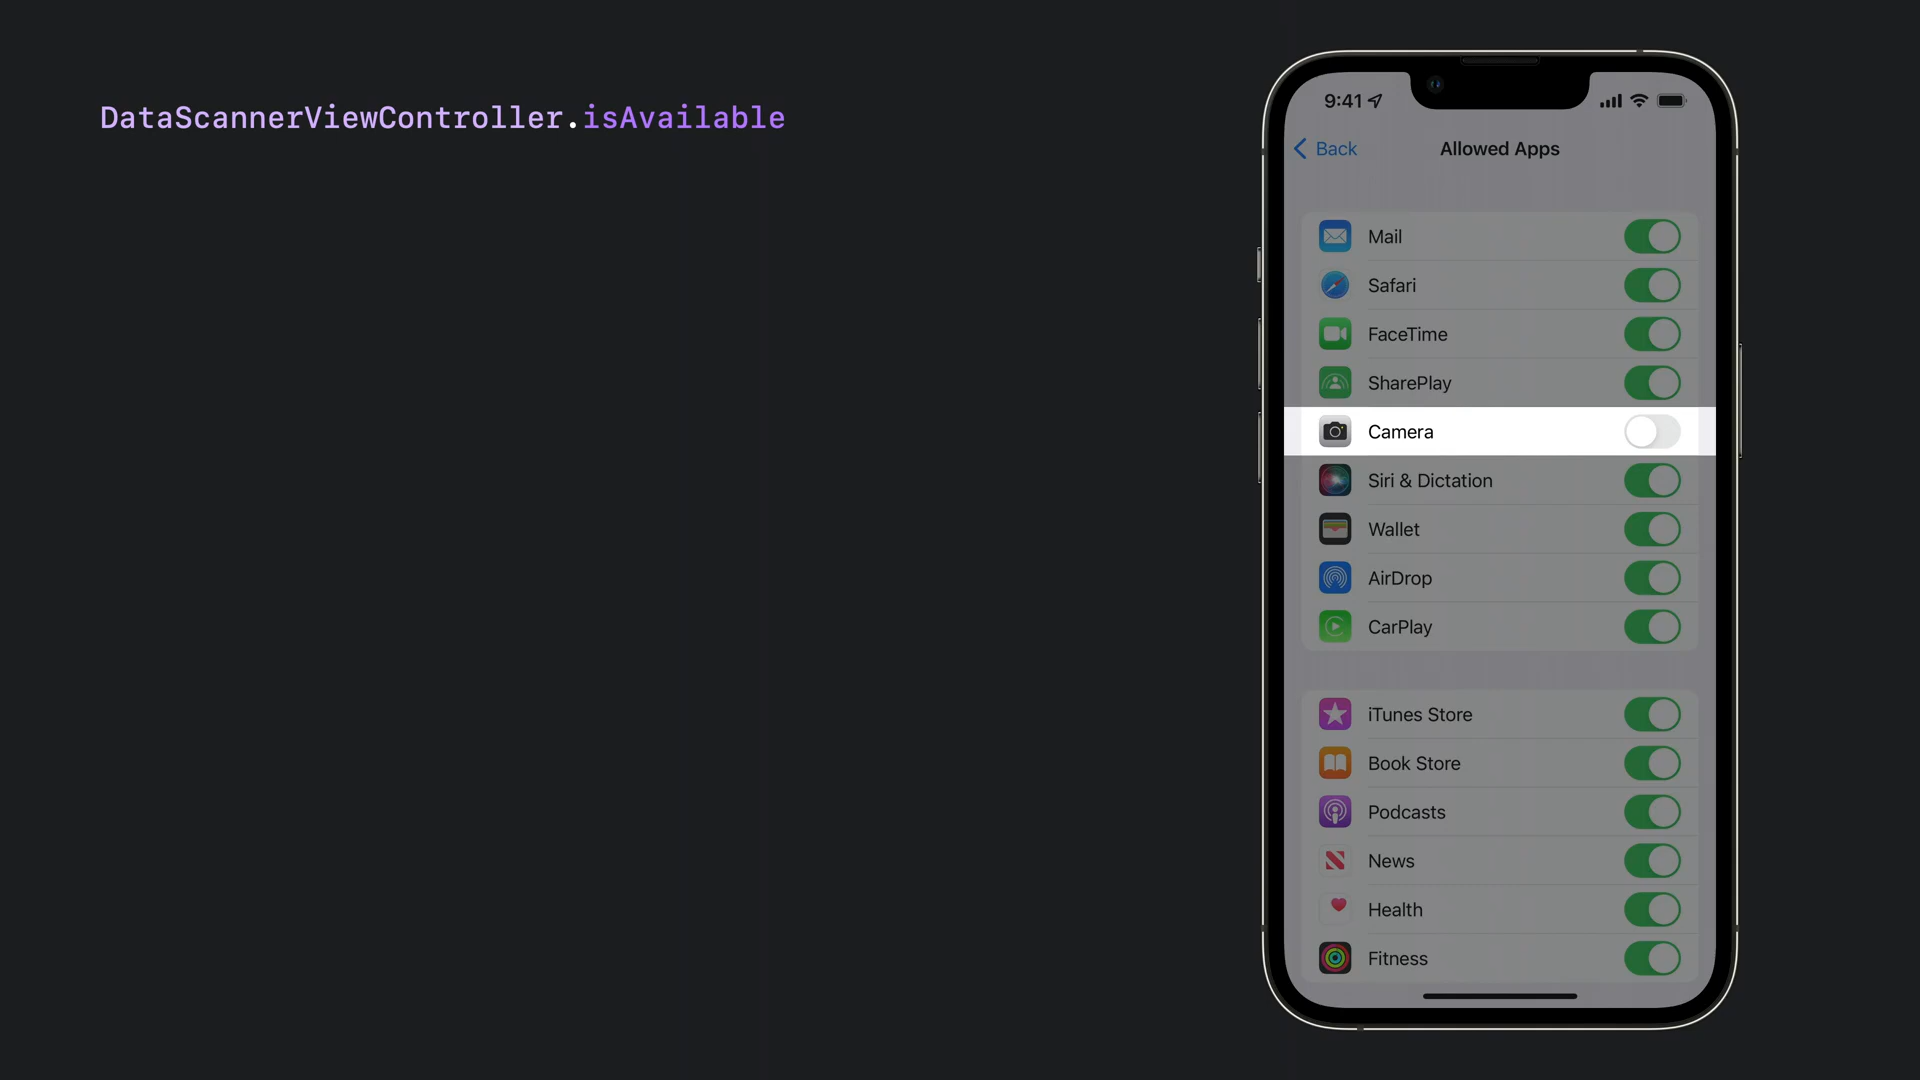 DataScannerViewController.isAvailable
9:41
Back
Allowed Apps
Mail
Safari
FaceTime
SharePlay
Camera
Siri & Dictation
Wallet
AirDrop
CarPlay
iTunes Store
Book Store
Podcasts
News
Health
Fitness